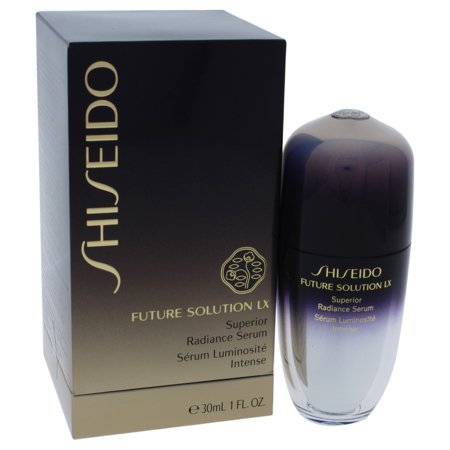 SHISEIDO
FUTURE SOLUTION LX
Superior
Radiance Serum
Sérum Luminosité
Intense
℮ 30mL 1 FL. OZ.
SHISEIDO
FUTURE SOLUTION LX
Superior
Radiance Serum
Sérum Luminosité
Intense